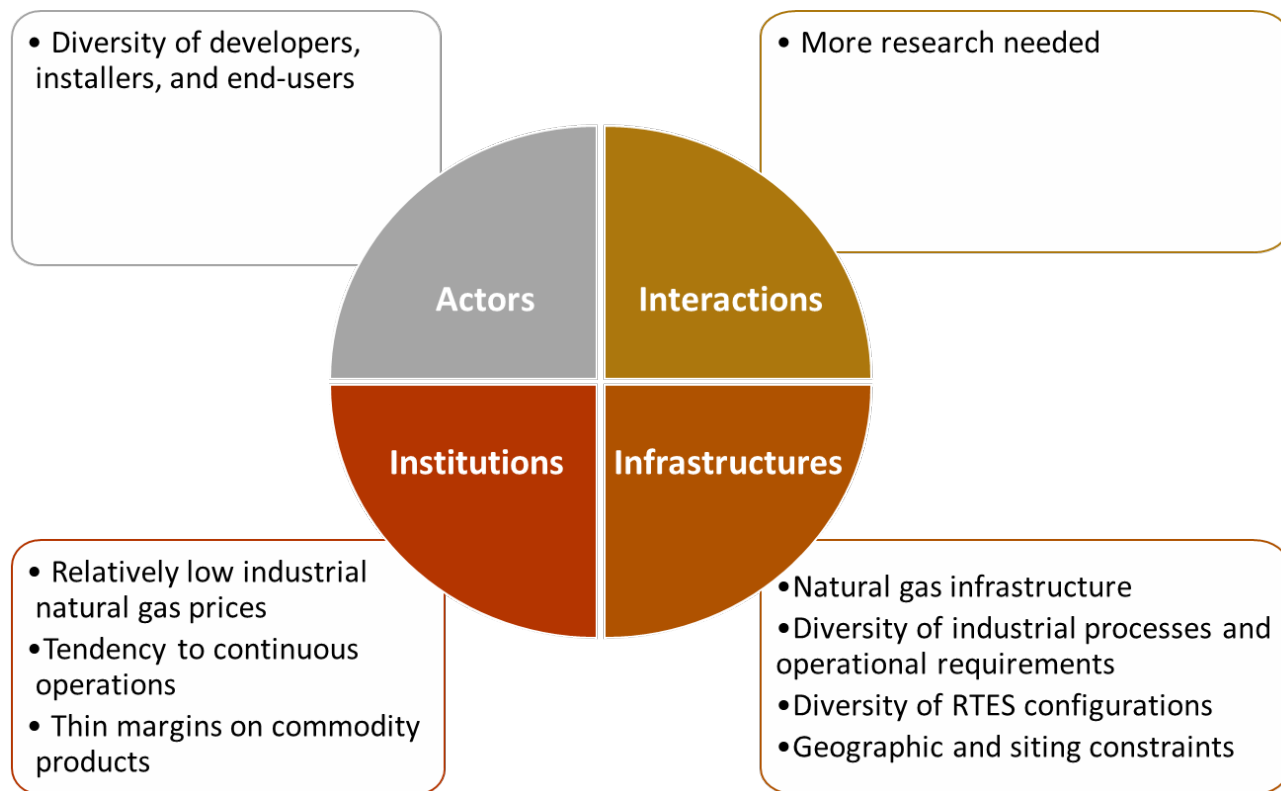 • Diversity of developers,
installers, and end-users
• More research needed
Actors
Interactions
Institutions
Infrastructures
• Relatively low industrial
natural gas prices
•Tendency to continuous
operations
• Thin margins on commodity
products
•Natural gas infrastructure
•Diversity of industrial processes and
operational requirements
•Diversity of RTES configurations
•Geographic and siting constraints